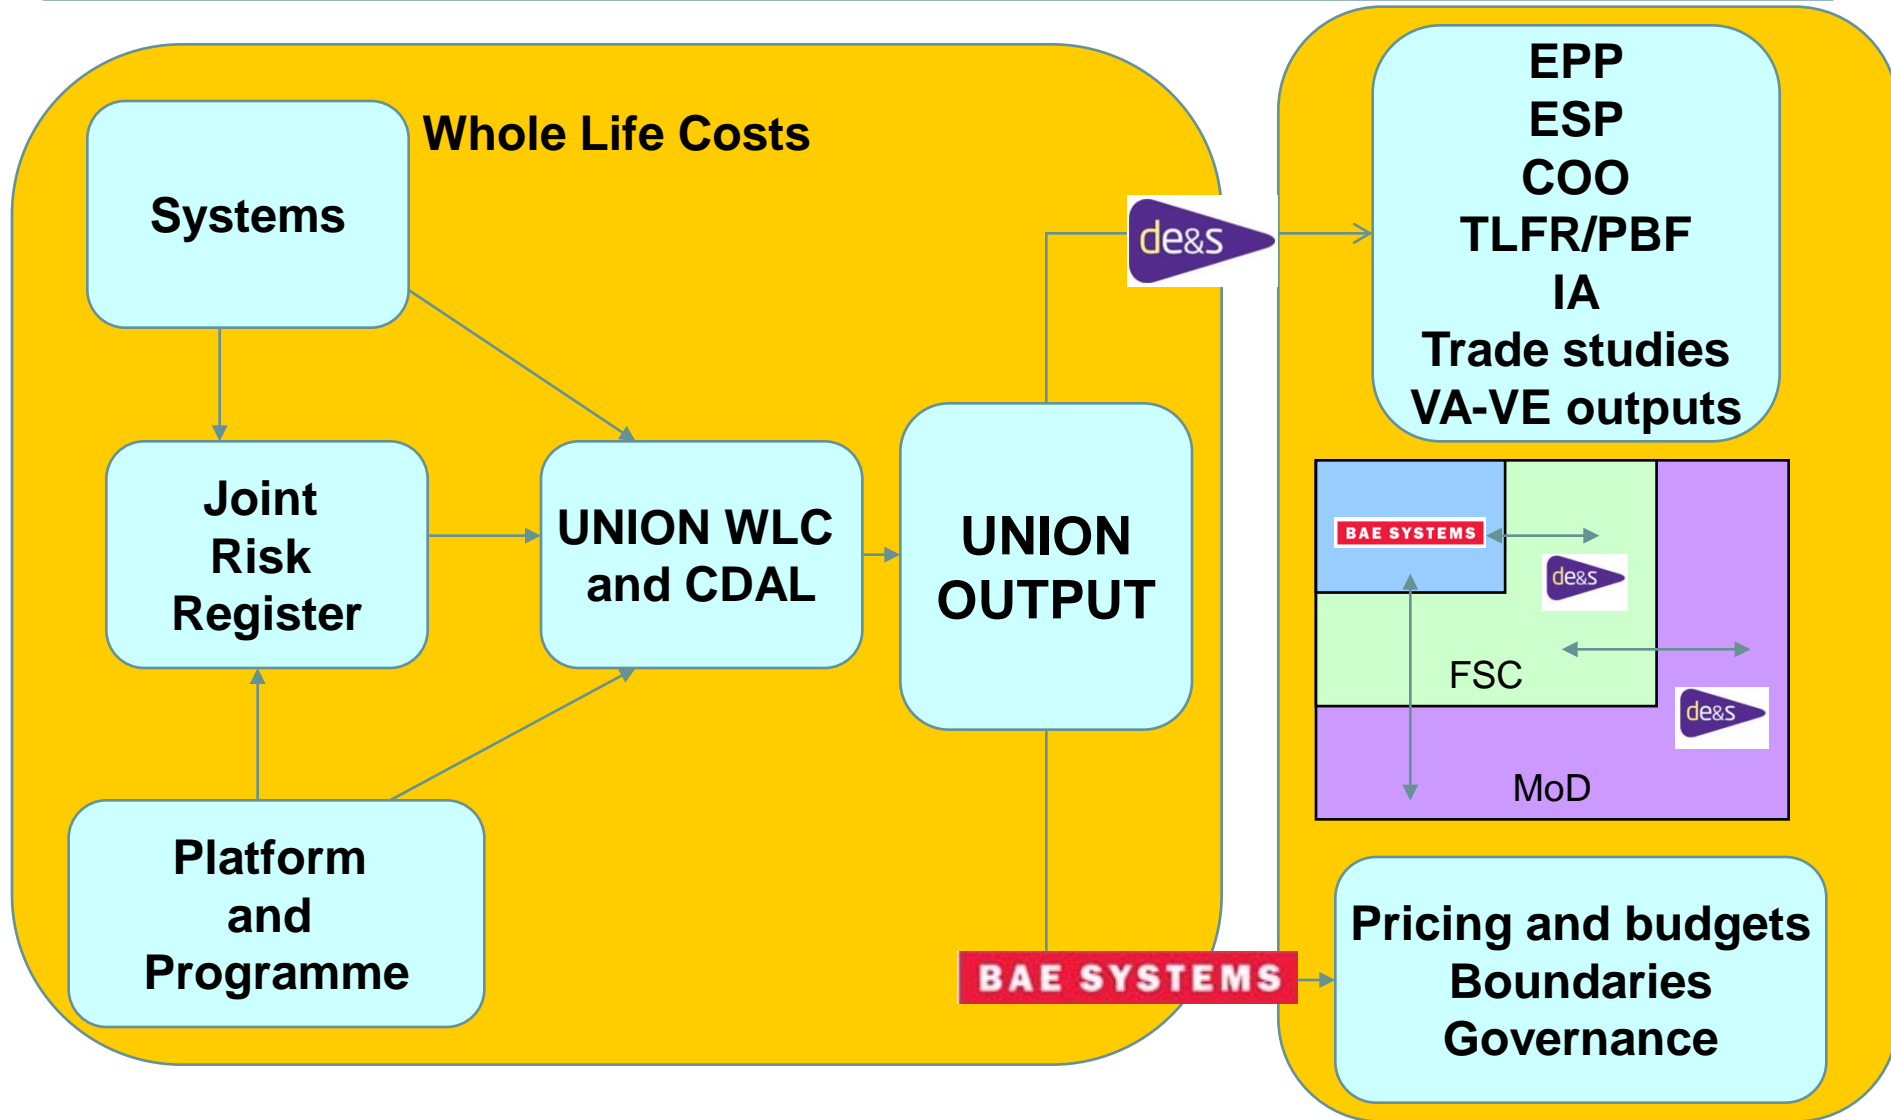 Whole Life Costs
Systems
Joint
Risk
Register
Platform
and
Programme
UNION WLC
and CDAL
UNION
OUTPUT
de&s
BAE SYSTEMS
EPP
ESP
COO
TLFR/PBF
IA
Trade studies
VA-VE outputs
BAE SYSTEMS
de&s
FSC
de&s
MoD
Pricing and budgets
Boundaries
Governance